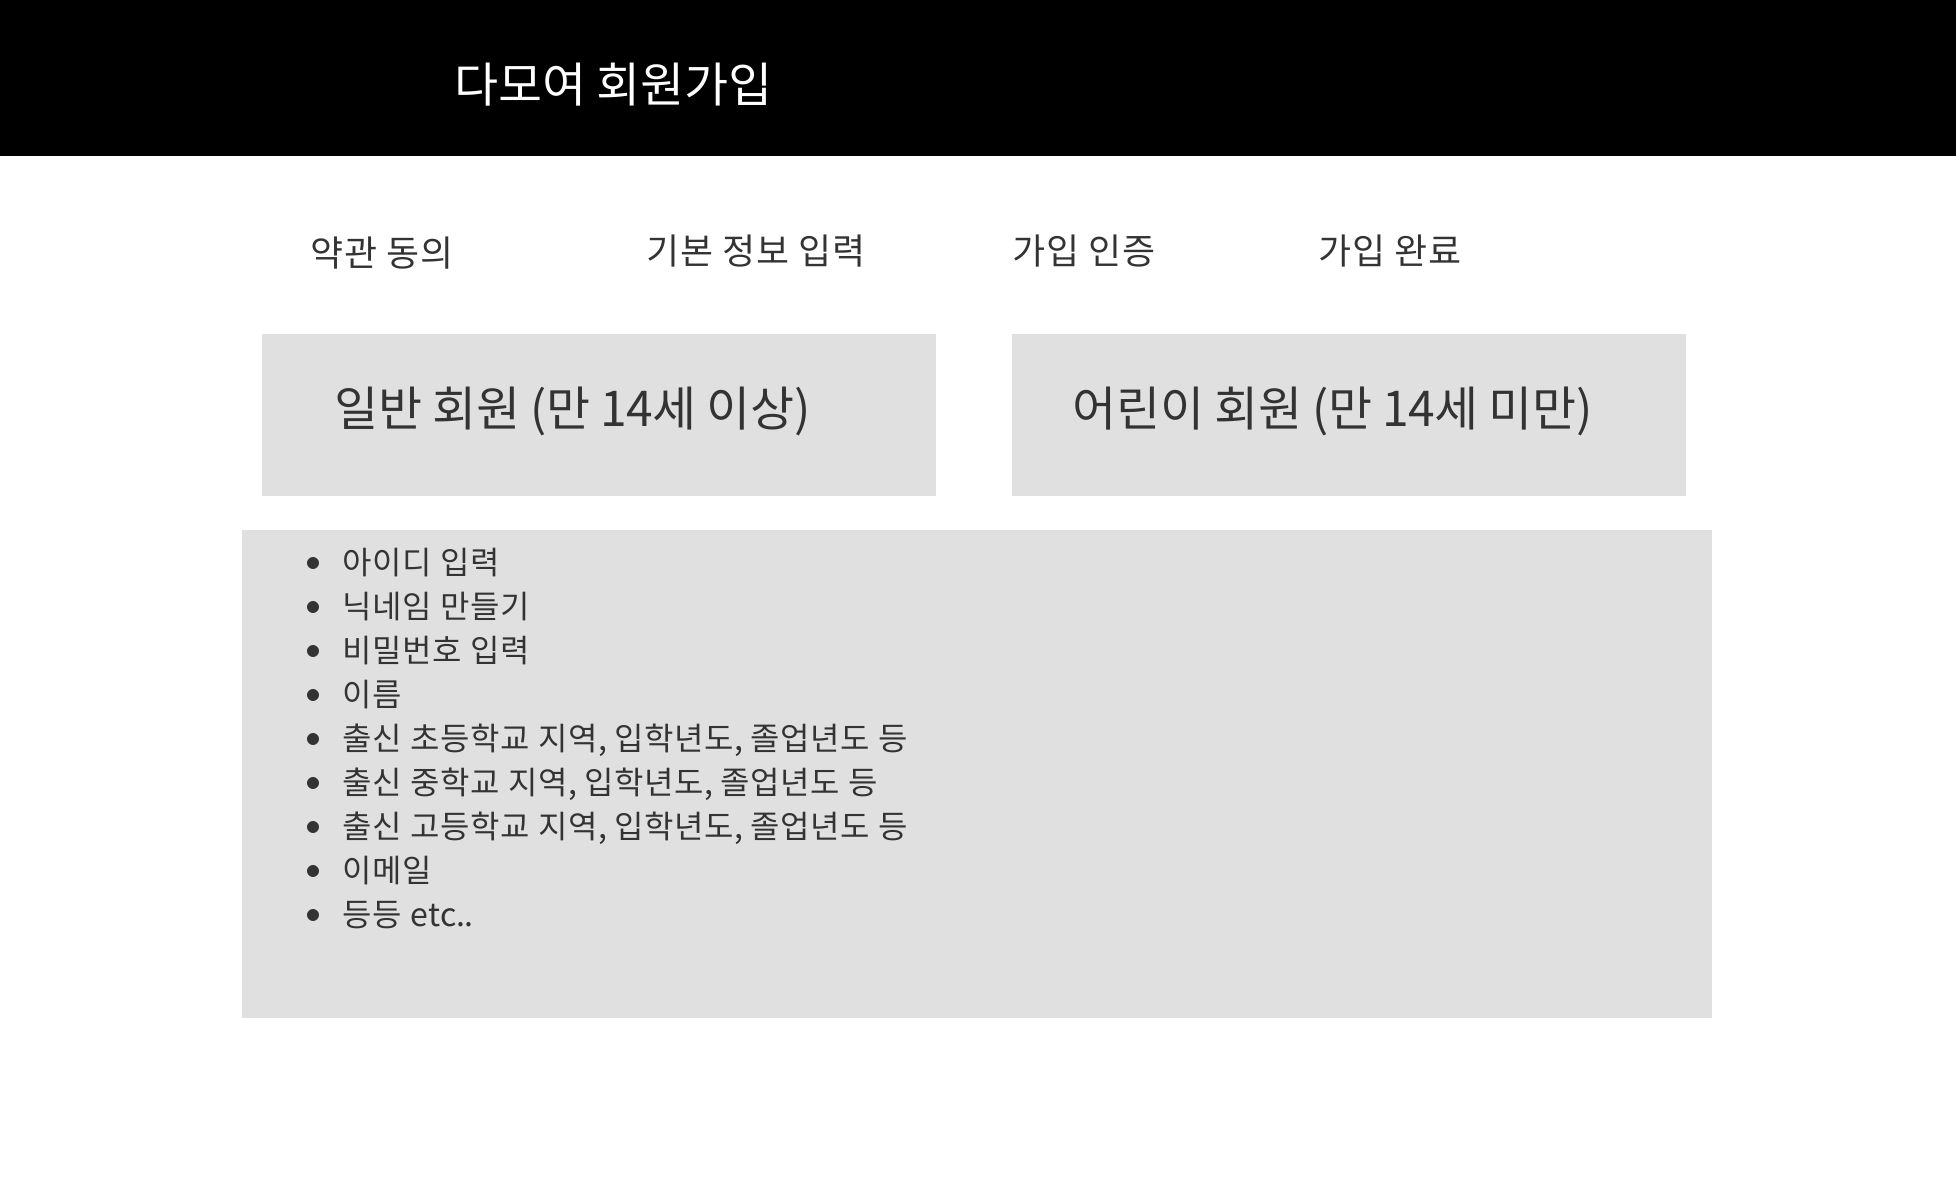 다모여 회원가입
약관 동의 기본 정보 입력 가입 인증 가입 완료
일반 회원 (만 14세 이상) 어린이 회원 (만 14세 미만)
• 아이디 입력
• 닉네임 만들기
• 비밀번호 입력
• 이름
• 출신 초등학교 지역, 입학년도, 졸업년도 등
• 출신 중학교 지역, 입학년도, 졸업년도 등
• 출신 고등학교 지역, 입학년도, 졸업년도 등
• 이메일
• 등등 etc..